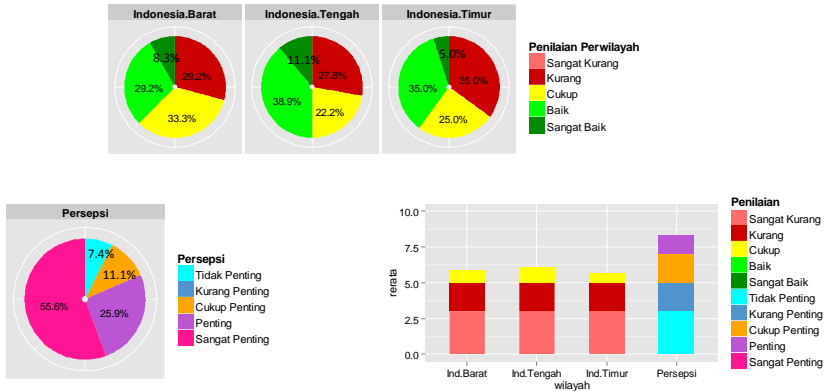 Indonesia.Barat
Indonesia.Tengah
Indonesia.Timur
8.3%
29.2%
29.2%
33.3%
11.1%
27.8%
38.9%
22.2%
5.0%
35.0%
35.0%
25.0%
Penilaian Perwilayah
Sangat Kurang
Kurang
Cukup
Baik
Sangat Baik
Persepsi
7.4%
11.1%
55.6%
25.9%
Persepsi
Tidak Penting
Kurang Penting
Cukup Penting
Penting
Sangat Penting
10.0
7.5
5.0
2.5
0.0
rerata
Ind.Barat
Ind.Tengah
Ind.Timur
Persepsi
wilayah
Penilaian
Sangat Kurang
Kurang
Cukup
Baik
Sangat Baik
Tidak Penting
Kurang Penting
Cukup Penting
Penting
Sangat Penting